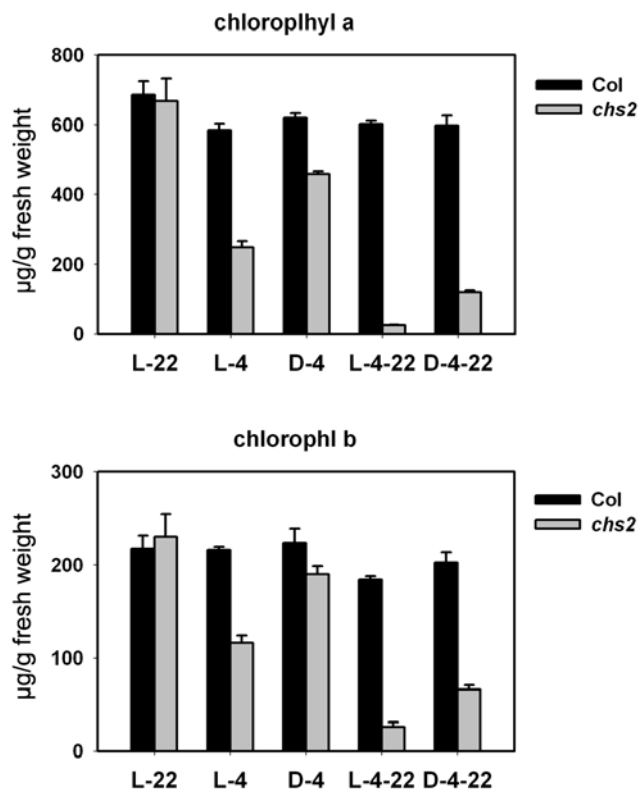 chloroplhyl a
800
600
400
200
0
µg/g fresh weight
Col
chs2
L-22 L-4 D-4 L-4-22 D-4-22
chlorophl b
300
200
100
0
µg/g fresh weight
Col
chs2
L-22 L-4 D-4 L-4-22 D-4-22